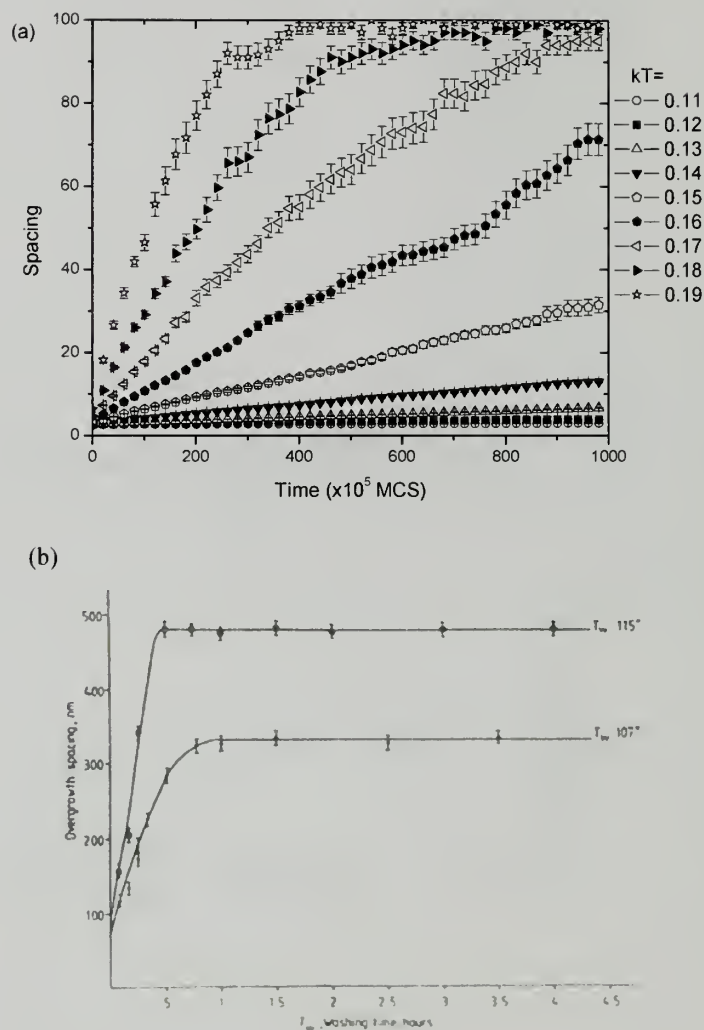 (a)
100
80
60
40
20
0
Spacing
0 200 400 600 800 1000
Time (x10⁵ MCS)
kT=
0.11
0.12
0.13
0.14
0.15
0.16
0.17
0.18
0.19
(b)
500
400
300
200
100
Overgrowth spacing, nm
T_w 115°
T_w 107°
·5 1 1·5 2 2·5 3 3·5 4 4·5
T_w, Washing time, hours